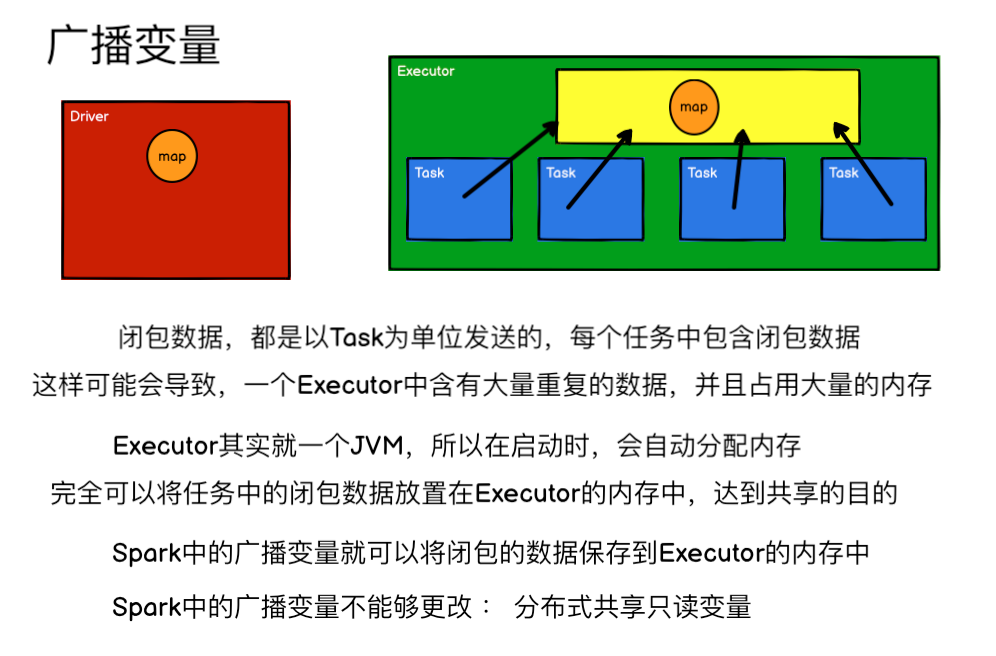 广播变量
Driver
map
Executor
map
Task
Task
Task
Task
闭包数据，都是以Task为单位发送的，每个任务中包含闭包数据
这样可能会导致，一个Executor中含有大量重复的数据，并且占用大量的内存
Executor其实就一个JVM，所以在启动时，会自动分配内存
完全可以将任务中的闭包数据放置在Executor的内存中，达到共享的目的
Spark中的广播变量就可以将闭包的数据保存到Executor的内存中
Spark中的广播变量不能够更改： 分布式共享只读变量